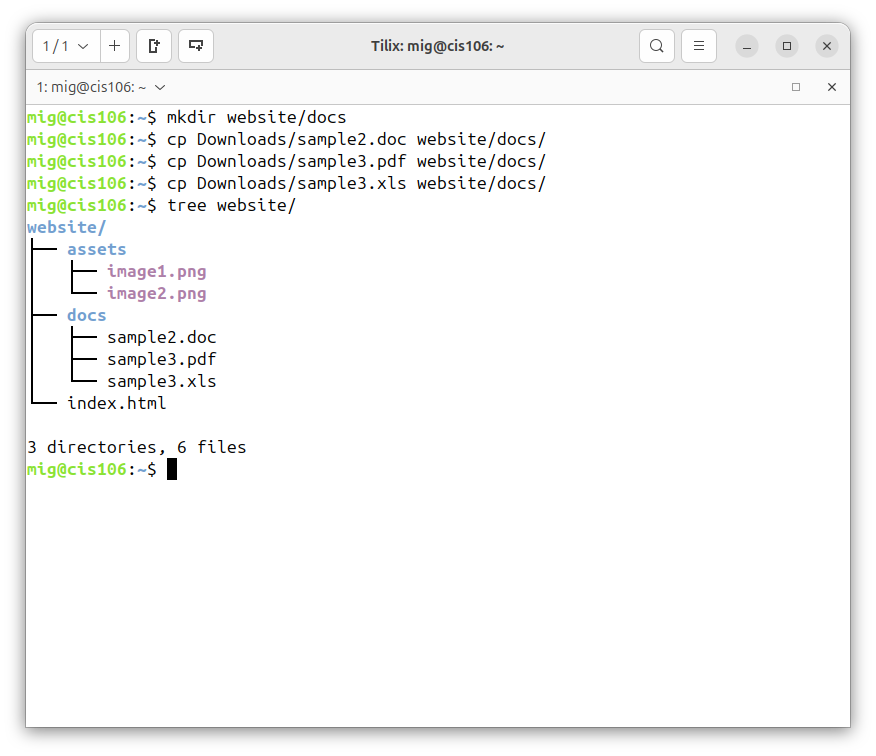 1 / 1
Tilix: mig@cis106: ~
1: mig@cis106: ~
mig@cis106:~$ mkdir website/docs
mig@cis106:~$ cp Downloads/sample2.doc website/docs/
mig@cis106:~$ cp Downloads/sample3.pdf website/docs/
mig@cis106:~$ cp Downloads/sample3.xls website/docs/
mig@cis106:~$ tree website/
website/
├── assets
│   ├── image1.png
│   └── image2.png
├── docs
│   ├── sample2.doc
│   ├── sample3.pdf
│   └── sample3.xls
└── index.html
3 directories, 6 files
mig@cis106:~$